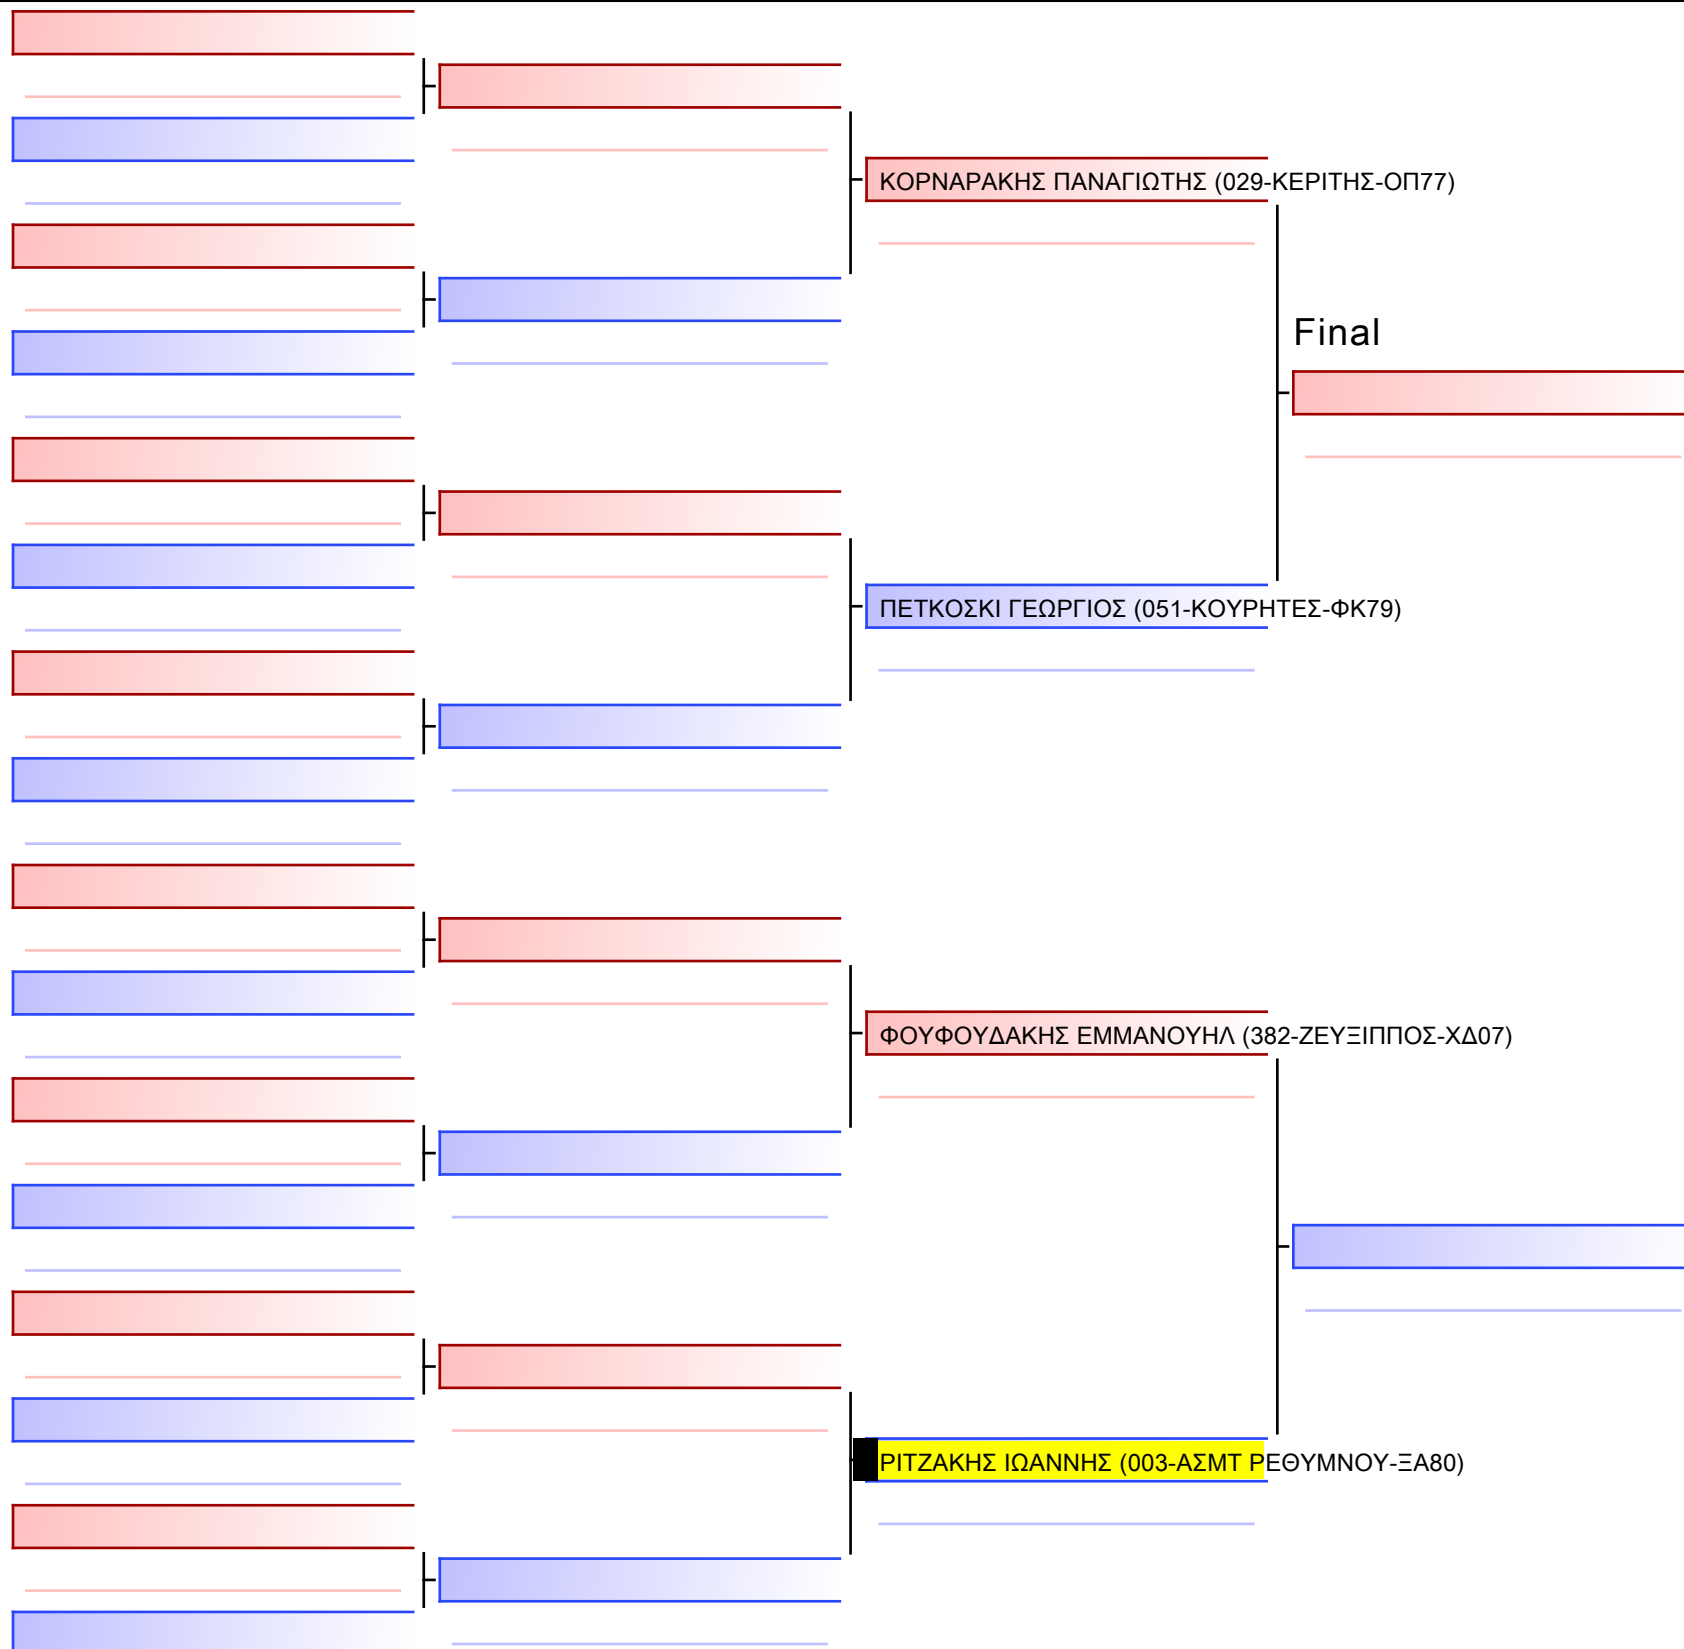 ΚΟΡΝΑΡΑΚΗΣ ΠΑΝΑΓΙΩΤΗΣ (029-ΚΕΡΙΤΗΣ-ΟΠ77)
Final
ΠΕΤΚΟΣΚΙ ΓΕΩΡΓΙΟΣ (051-ΚΟΥΡΗΤΕΣ-ΦΚ79)
ΦΟΥΦΟΥΔΑΚΗΣ ΕΜΜΑΝΟΥΗΛ (382-ΖΕΥΞΙΠΠΟΣ-ΧΔ07)
ΡΙΤΖΑΚΗΣ ΙΩΑΝΝΗΣ (003-ΑΣΜΤ ΡΕΘΥΜΝΟΥ-ΞΑ80)